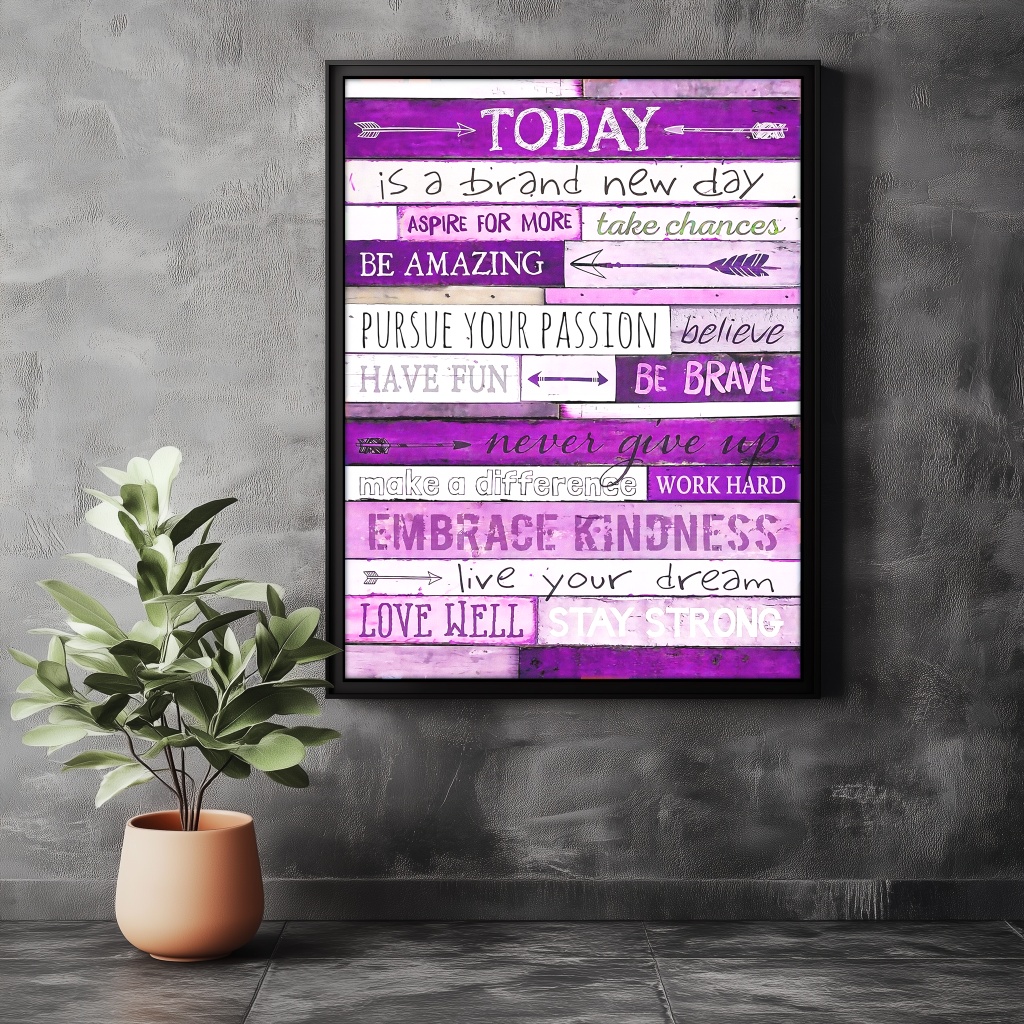 TODAY
is a brand new day
ASPIRE FOR MORE take chances
BE AMAZING
PURSUE YOUR PASSION believe
HAVE FUN BE BRAVE
never give up
make a difference WORK HARD
EMBRACE KINDNESS
live your dream
LOVE WELL STAY STRONG